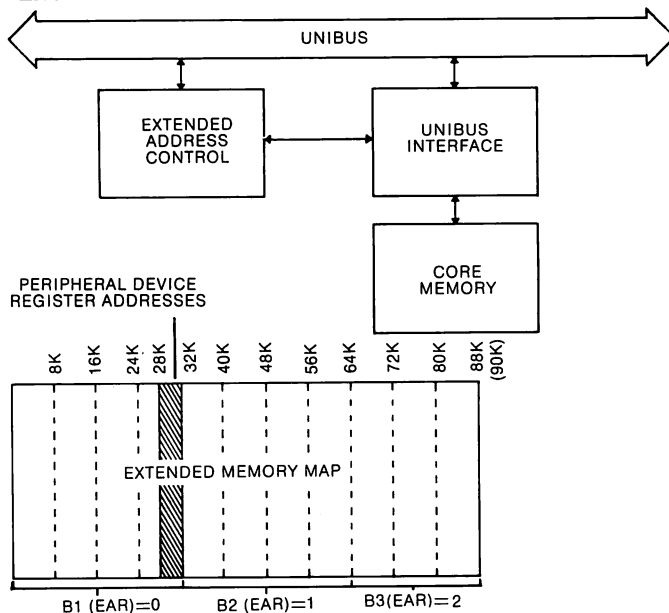 UNIBUS
EXTENDED
ADDRESS
CONTROL
UNIBUS
INTERFACE
CORE
MEMORY
PERIPHERAL DEVICE
REGISTER ADDRESSES
8K
16K
24K
28K
32K
40K
48K
56K
64K
72K
80K
88K
(90K)
EXTENDED MEMORY MAP
B1 (EAR)=0
B2 (EAR)=1
B3(EAR)=2